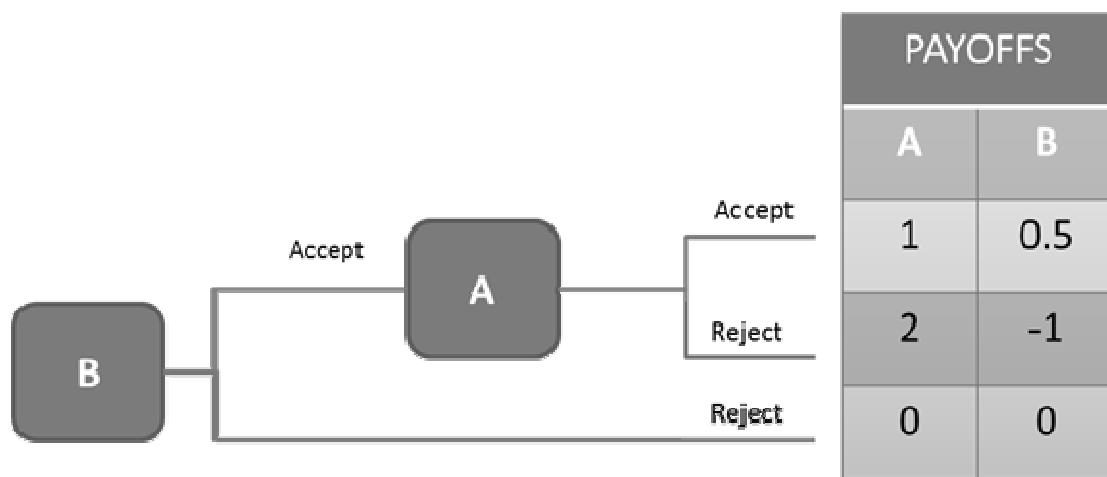 PAYOFFS
A B
Accept
1 0.5
Accept
A
Reject
2 -1
B
Reject
0 0